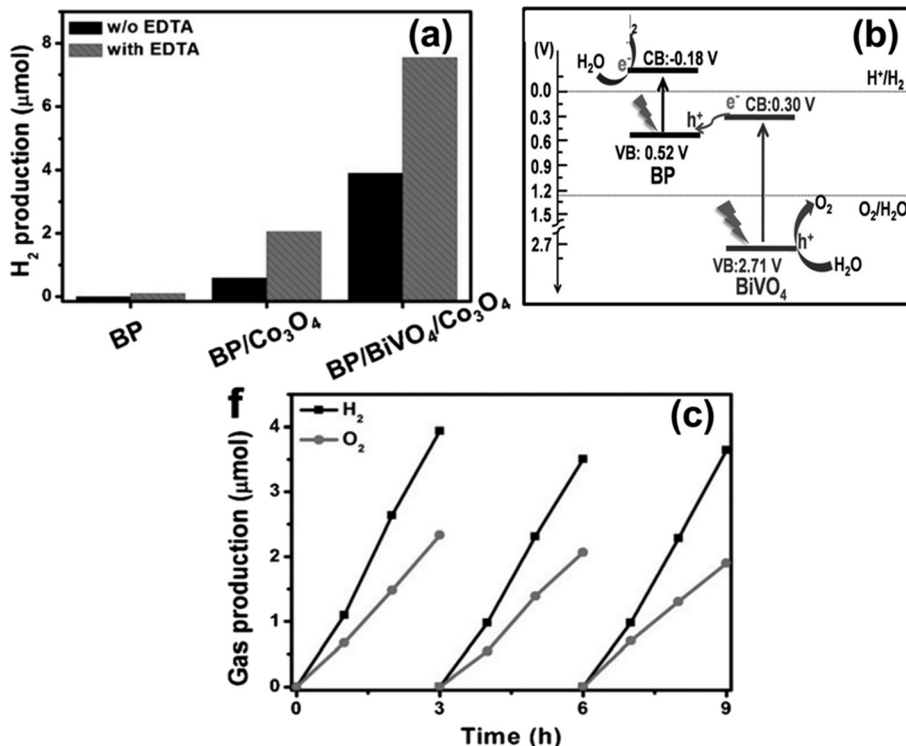 (a)
w/o EDTA
with EDTA
H₂ production (μmol)
8
6
4
2
0
BP
BP/Co₃O₄
BP/BiVO₄/Co₃O₄
(b)
(V)
0.0
0.3
0.6
0.9
1.2
1.5
2.7
H₂O
2
e⁻
CB:-0.18 V
H⁺/H₂
e⁻
CB:0.30 V
h⁺
VB: 0.52 V
BP
O₂/H₂O
O₂
h⁺
H₂O
VB:2.71 V
BiVO₄
f
(c)
H₂
O₂
Gas production (μmol)
4
3
2
1
0
0
3
6
9
Time (h)